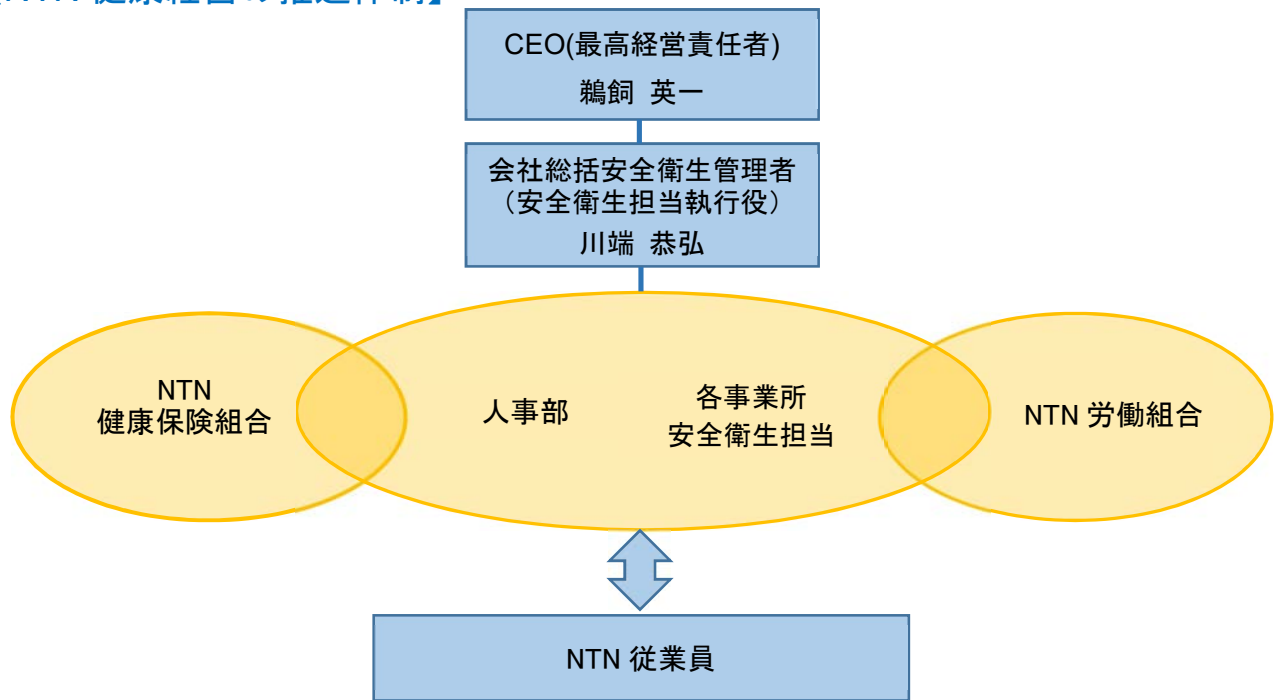 CEO(最高経営責任者)
鵜飼 英一
会社総括安全衛生管理者
（安全衛生担当執行役）
川端 恭弘
NTN
健康保険組合
人事部
各事業所
安全衛生担当
NTN 労働組合
NTN 従業員